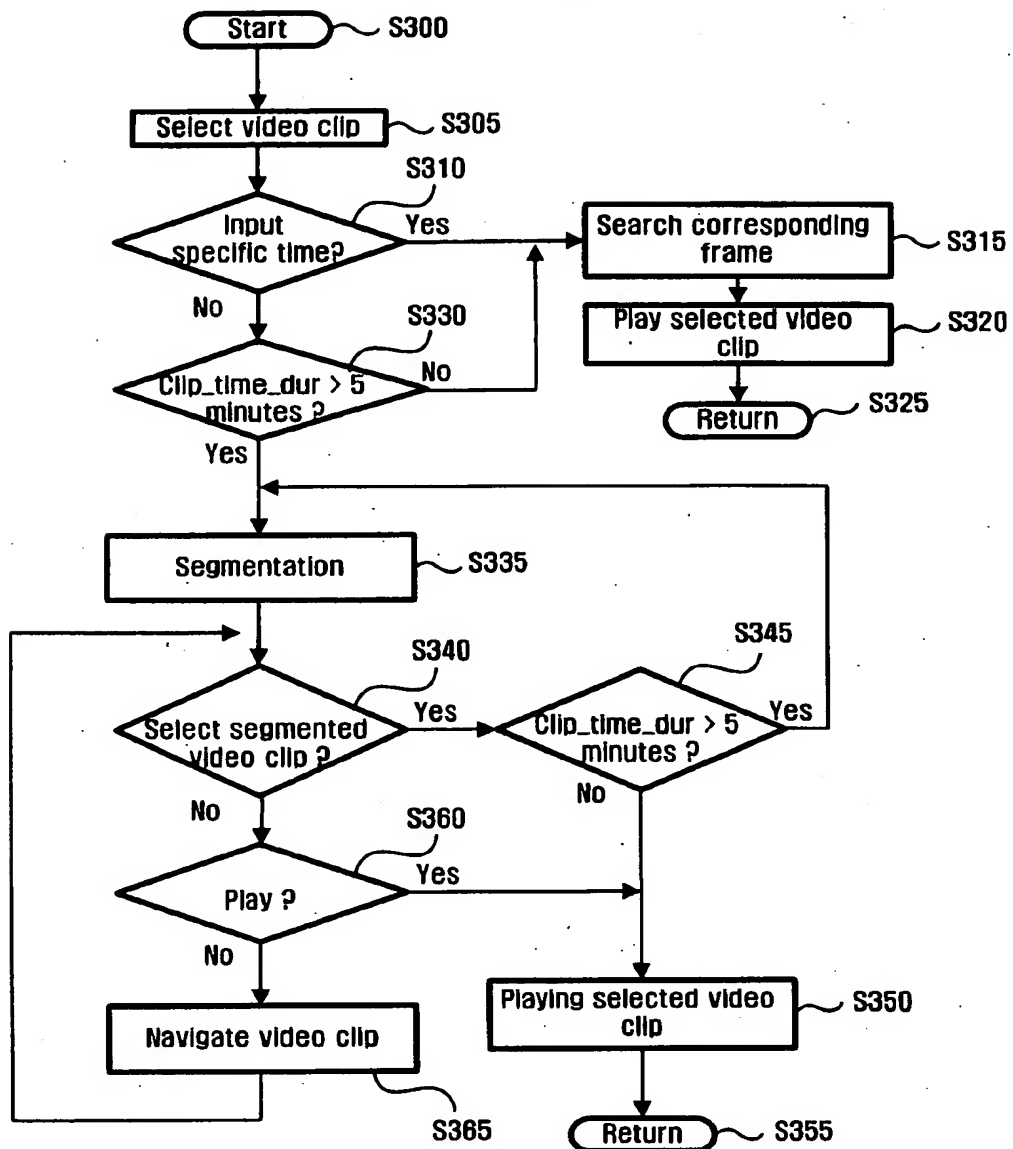 Start
S300
Select video clip
S305
S310
Input
specific time?
Yes
No
Search corresponding
frame
S315
Play selected video
clip
S320
Return
S325
S330
Clip_time_dur > 5
minutes ?
No
Yes
Segmentation
S335
S340
Select segmented
video clip ?
Yes
No
S345
Clip_time_dur > 5
minutes ?
Yes
No
S360
Play ?
Yes
No
Navigate video clip
S365
Playing selected video
clip
S350
Return
S355